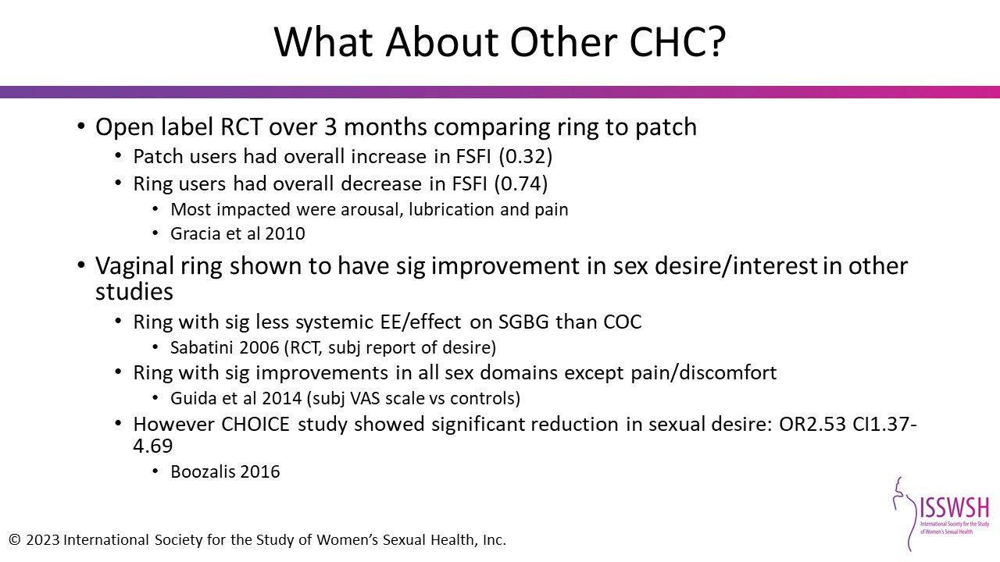 What About Other CHC?
• Open label RCT over 3 months comparing ring to patch
• Patch users had overall increase in FSFI (0.32)
• Ring users had overall decrease in FSFI (0.74)
• Most impacted were arousal, lubrication and pain
• Gracia et al 2010
• Vaginal ring shown to have sig improvement in sex desire/interest in other
studies
• Ring with sig less systemic EE/effect on SGBG than COC
• Sabatini 2006 (RCT, subj report of desire)
• Ring with sig improvements in all sex domains except pain/discomfort
• Guida et al 2014 (subj VAS scale vs controls)
• However CHOICE study showed significant reduction in sexual desire: OR2.53 CI1.37-
4.69
• Boozalis 2016
ISSWSH
International Society for the Study
of Women's Sexual Health
© 2023 International Society for the Study of Women’s Sexual Health, Inc.